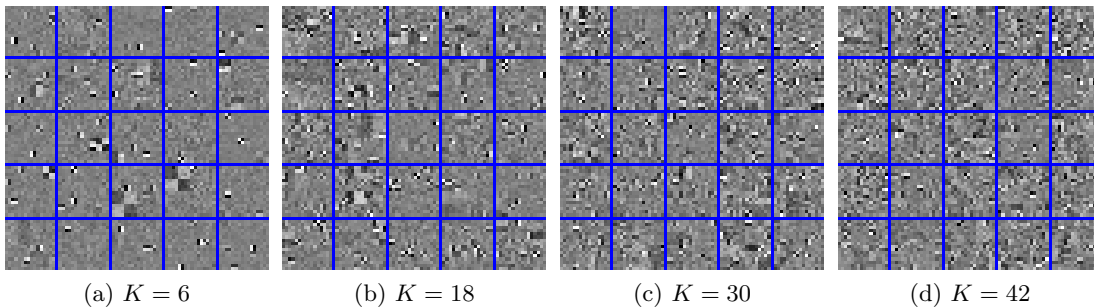 (a) K = 6
(b) K = 18
(c) K = 30
(d) K = 42